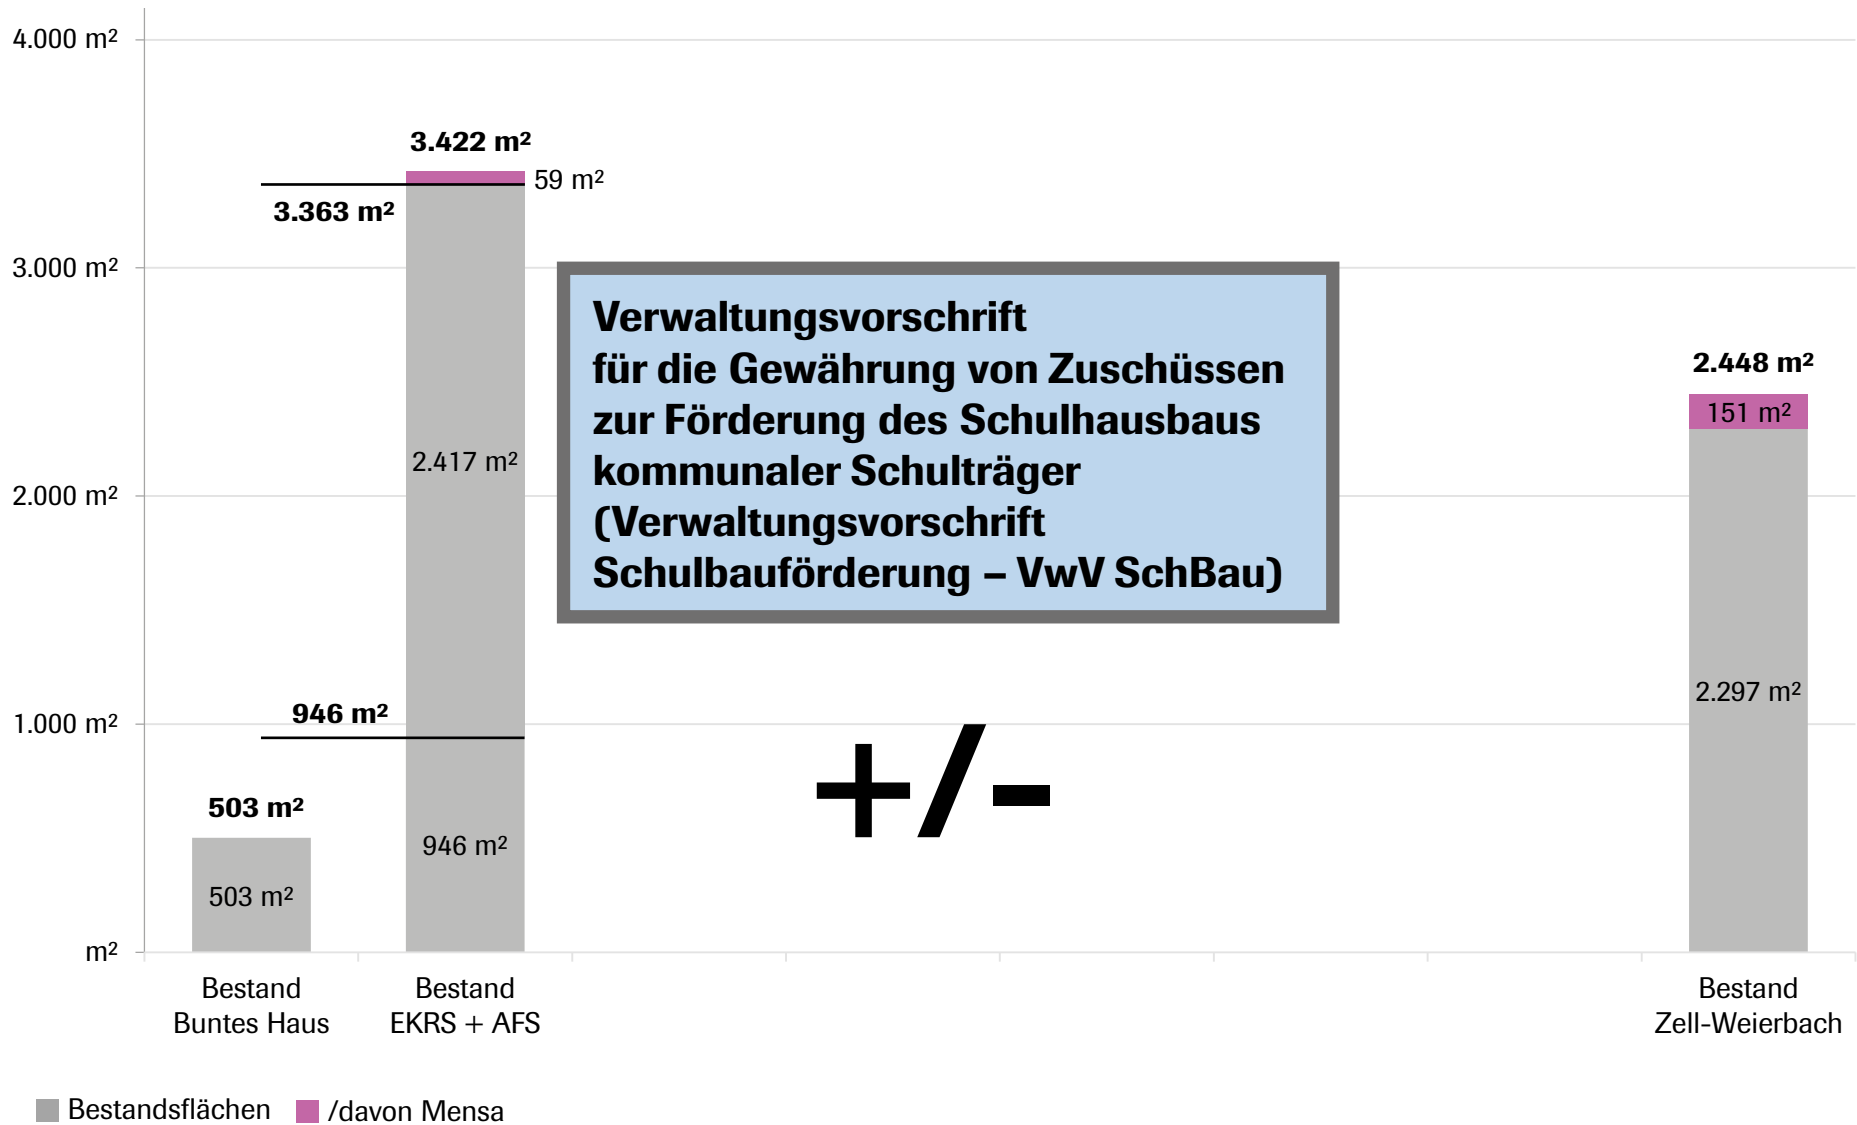 4.000 m²
3.422 m²
59 m²
3.363 m²
3.000 m²
Verwaltungsvorschrift
für die Gewährung von Zuschüssen
zur Förderung des Schulhausbaus
kommunaler Schulträger
(Verwaltungsvorschrift
Schulbauförderung – VwV SchBau)
2.448 m²
151 m²
2.417 m²
2.000 m²
2.297 m²
946 m²
1.000 m²
+/-
503 m²
946 m²
503 m²
m²
Bestand
Buntes Haus
Bestand
EKRS + AFS
Bestand
Zell-Weierbach
Bestandsflächen
/davon Mensa